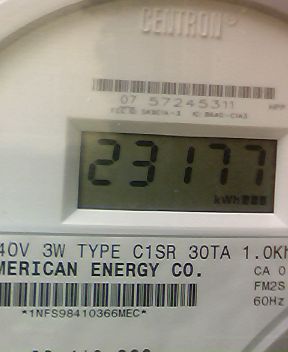 CENTRON®
07 57245311
23177
kWh
40V 3W TYPE C1SR 30TA 1.0Kh
MERICAN ENERGY CO.
CA 0
FM2S
60Hz
*1NFS98410366MEC*